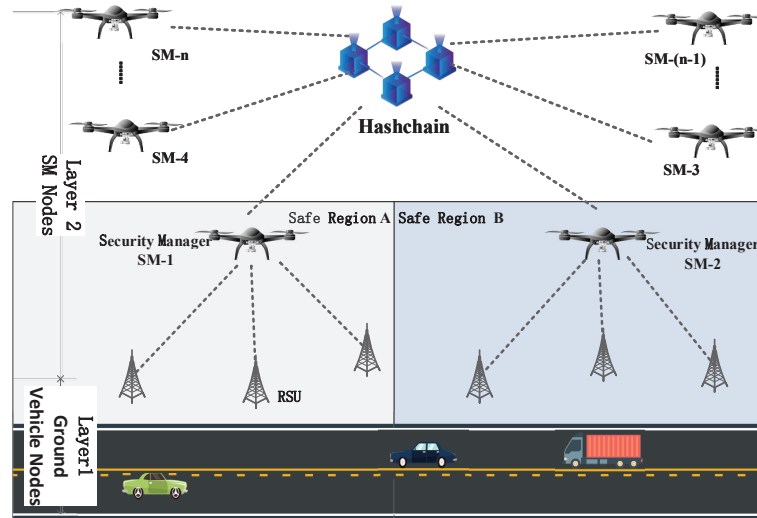 SM-n
SM-(n-1)
Hashchain
SM-4
SM-3
Layer 2
SM Nodes
Safe Region A
Safe Region B
Security Manager
SM-1
Security Manager
SM-2
RSU
Layer1
Ground
Vehicle Nodes